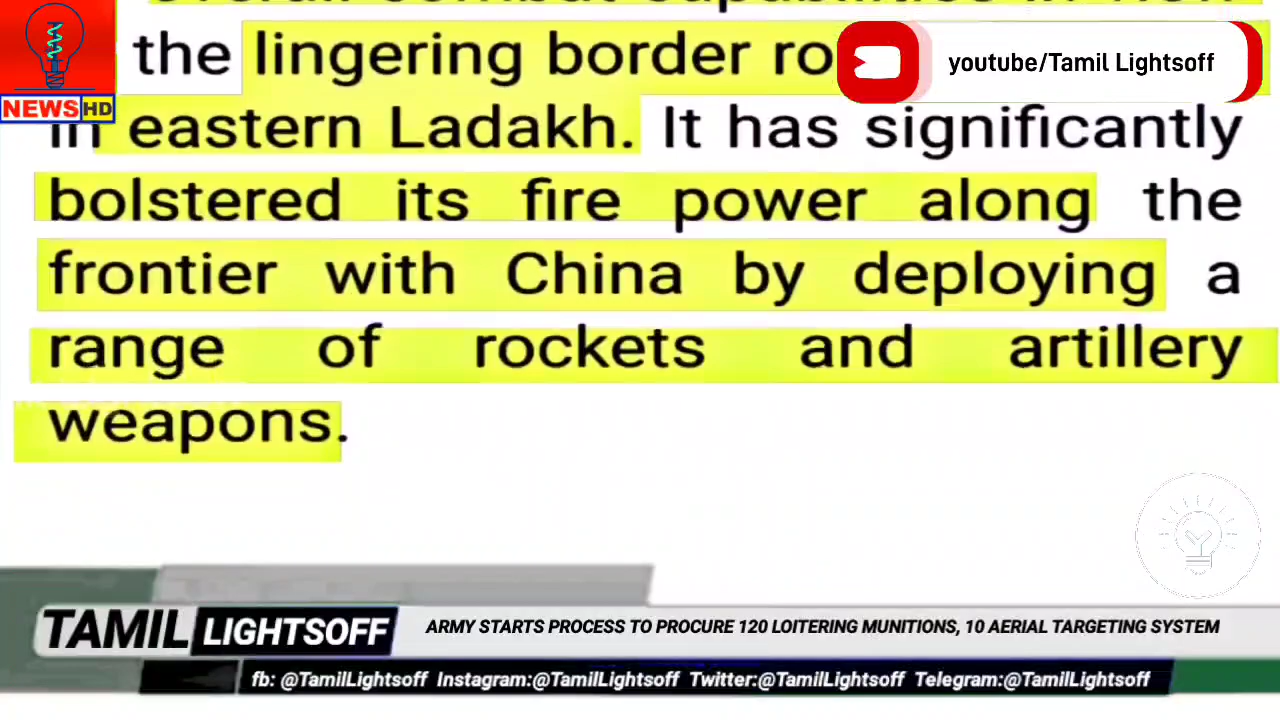 the lingering border ro
in eastern Ladakh. It has significantly
bolstered its fire power along the
frontier with China by deploying a
range of rockets and artillery
weapons.
NEWS HD
youtube/Tamil Lightsoff
TAMIL LIGHTSOFF
ARMY STARTS PROCESS TO PROCURE 120 LOITERING MUNITIONS, 10 AERIAL TARGETING SYSTEM
fb: @TamilLightsoff Instagram:@TamilLightsoff Twitter:@TamilLightsoff Telegram:@TamilLightsoff